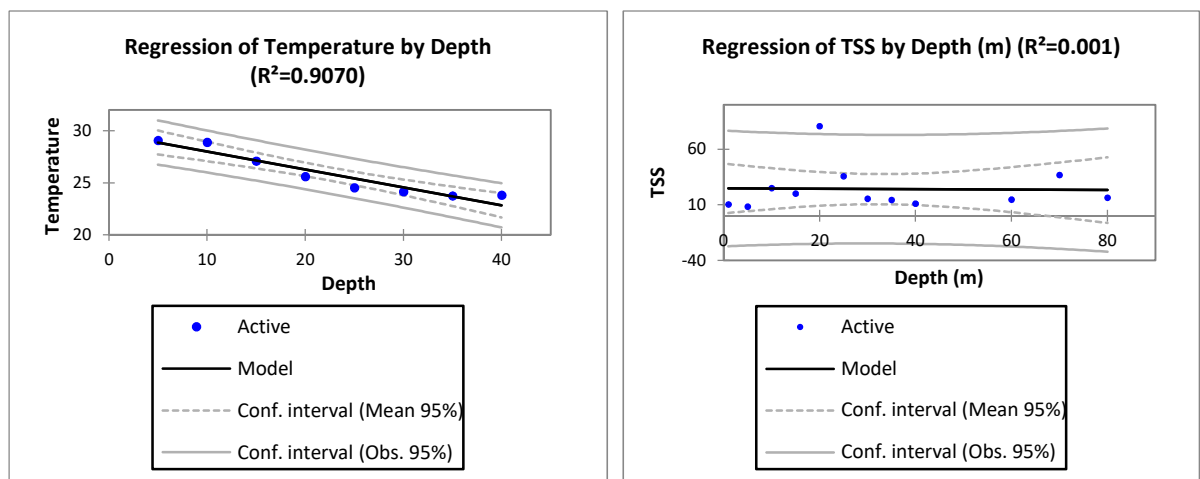 Regression of Temperature by Depth
(R²=0.9070)
30
25
20
Temperature
0
10
20
30
40
Depth
Active
Model
Conf. interval (Mean 95%)
Conf. interval (Obs. 95%)
Regression of TSS by Depth (m) (R²=0.001)
60
10
-40
TSS
0
20
40
60
80
Depth (m)
Active
Model
Conf. interval (Mean 95%)
Conf. interval (Obs. 95%)